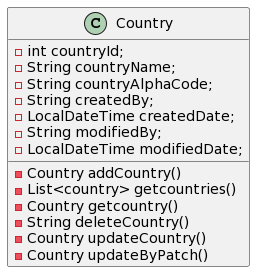 C Country
int countryId;
String countryName;
String countryAlphaCode;
String createdBy;
LocalDateTime createdDate;
String modifiedBy;
LocalDateTime modifiedDate;
Country addCountry()
List<country> getcountries()
Country getcountry()
String deleteCountry()
Country updateCountry()
Country updateByPatch()